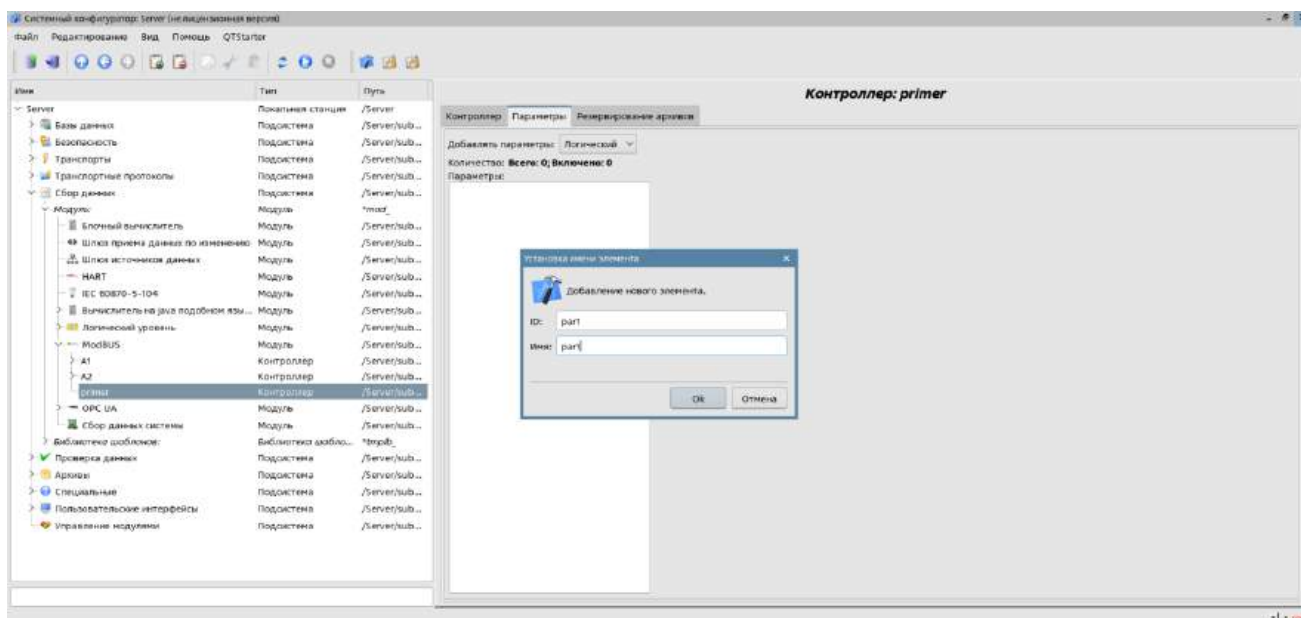 Системный конфигуратор: Server (не лицензионная версия)
Файл Редактирование Вид Помощь QTStarter
Имя Тип Путь
Server Локальная станция /Server
Базы данных Подсистема /Server/sub...
Безопасность Подсистема /Server/sub...
Транспорты Подсистема /Server/sub...
Транспортные протоколы Подсистема /Server/sub...
Сбор данных Подсистема /Server/sub...
Модуль: Модуль *mod_
Блочный вычислитель Модуль /Server/sub...
Шлюз приема данных по изменению Модуль /Server/sub...
Шлюз источников данных Модуль /Server/sub...
HART Модуль /Server/sub...
IEC 60870-5-104 Модуль /Server/sub...
Вычислитель на java подобном язы... Модуль /Server/sub...
Логический уровень Модуль /Server/sub...
ModBUS Модуль /Server/sub...
A1 Контроллер /Server/sub...
A2 Контроллер /Server/sub...
primer Контроллер /Server/sub...
OPC UA Модуль /Server/sub...
Сбор данных системы Модуль /Server/sub...
Библиотека шаблонов: Библиотека шабло... *tmplb_
Проверка данных Подсистема /Server/sub...
Архивы Подсистема /Server/sub...
Специальные Подсистема /Server/sub...
Пользовательские интерфейсы Подсистема /Server/sub...
Управление модулями Подсистема /Server/sub...
Контроллер: primer
Контроллер Параметры Резервирование архивов
Добавлять параметры: Логический
Количество: Всего: 0; Включено: 0
Параметры:
Установка имени элемента
Добавление нового элемента.
ID: part
Имя: part
Ok Отмена